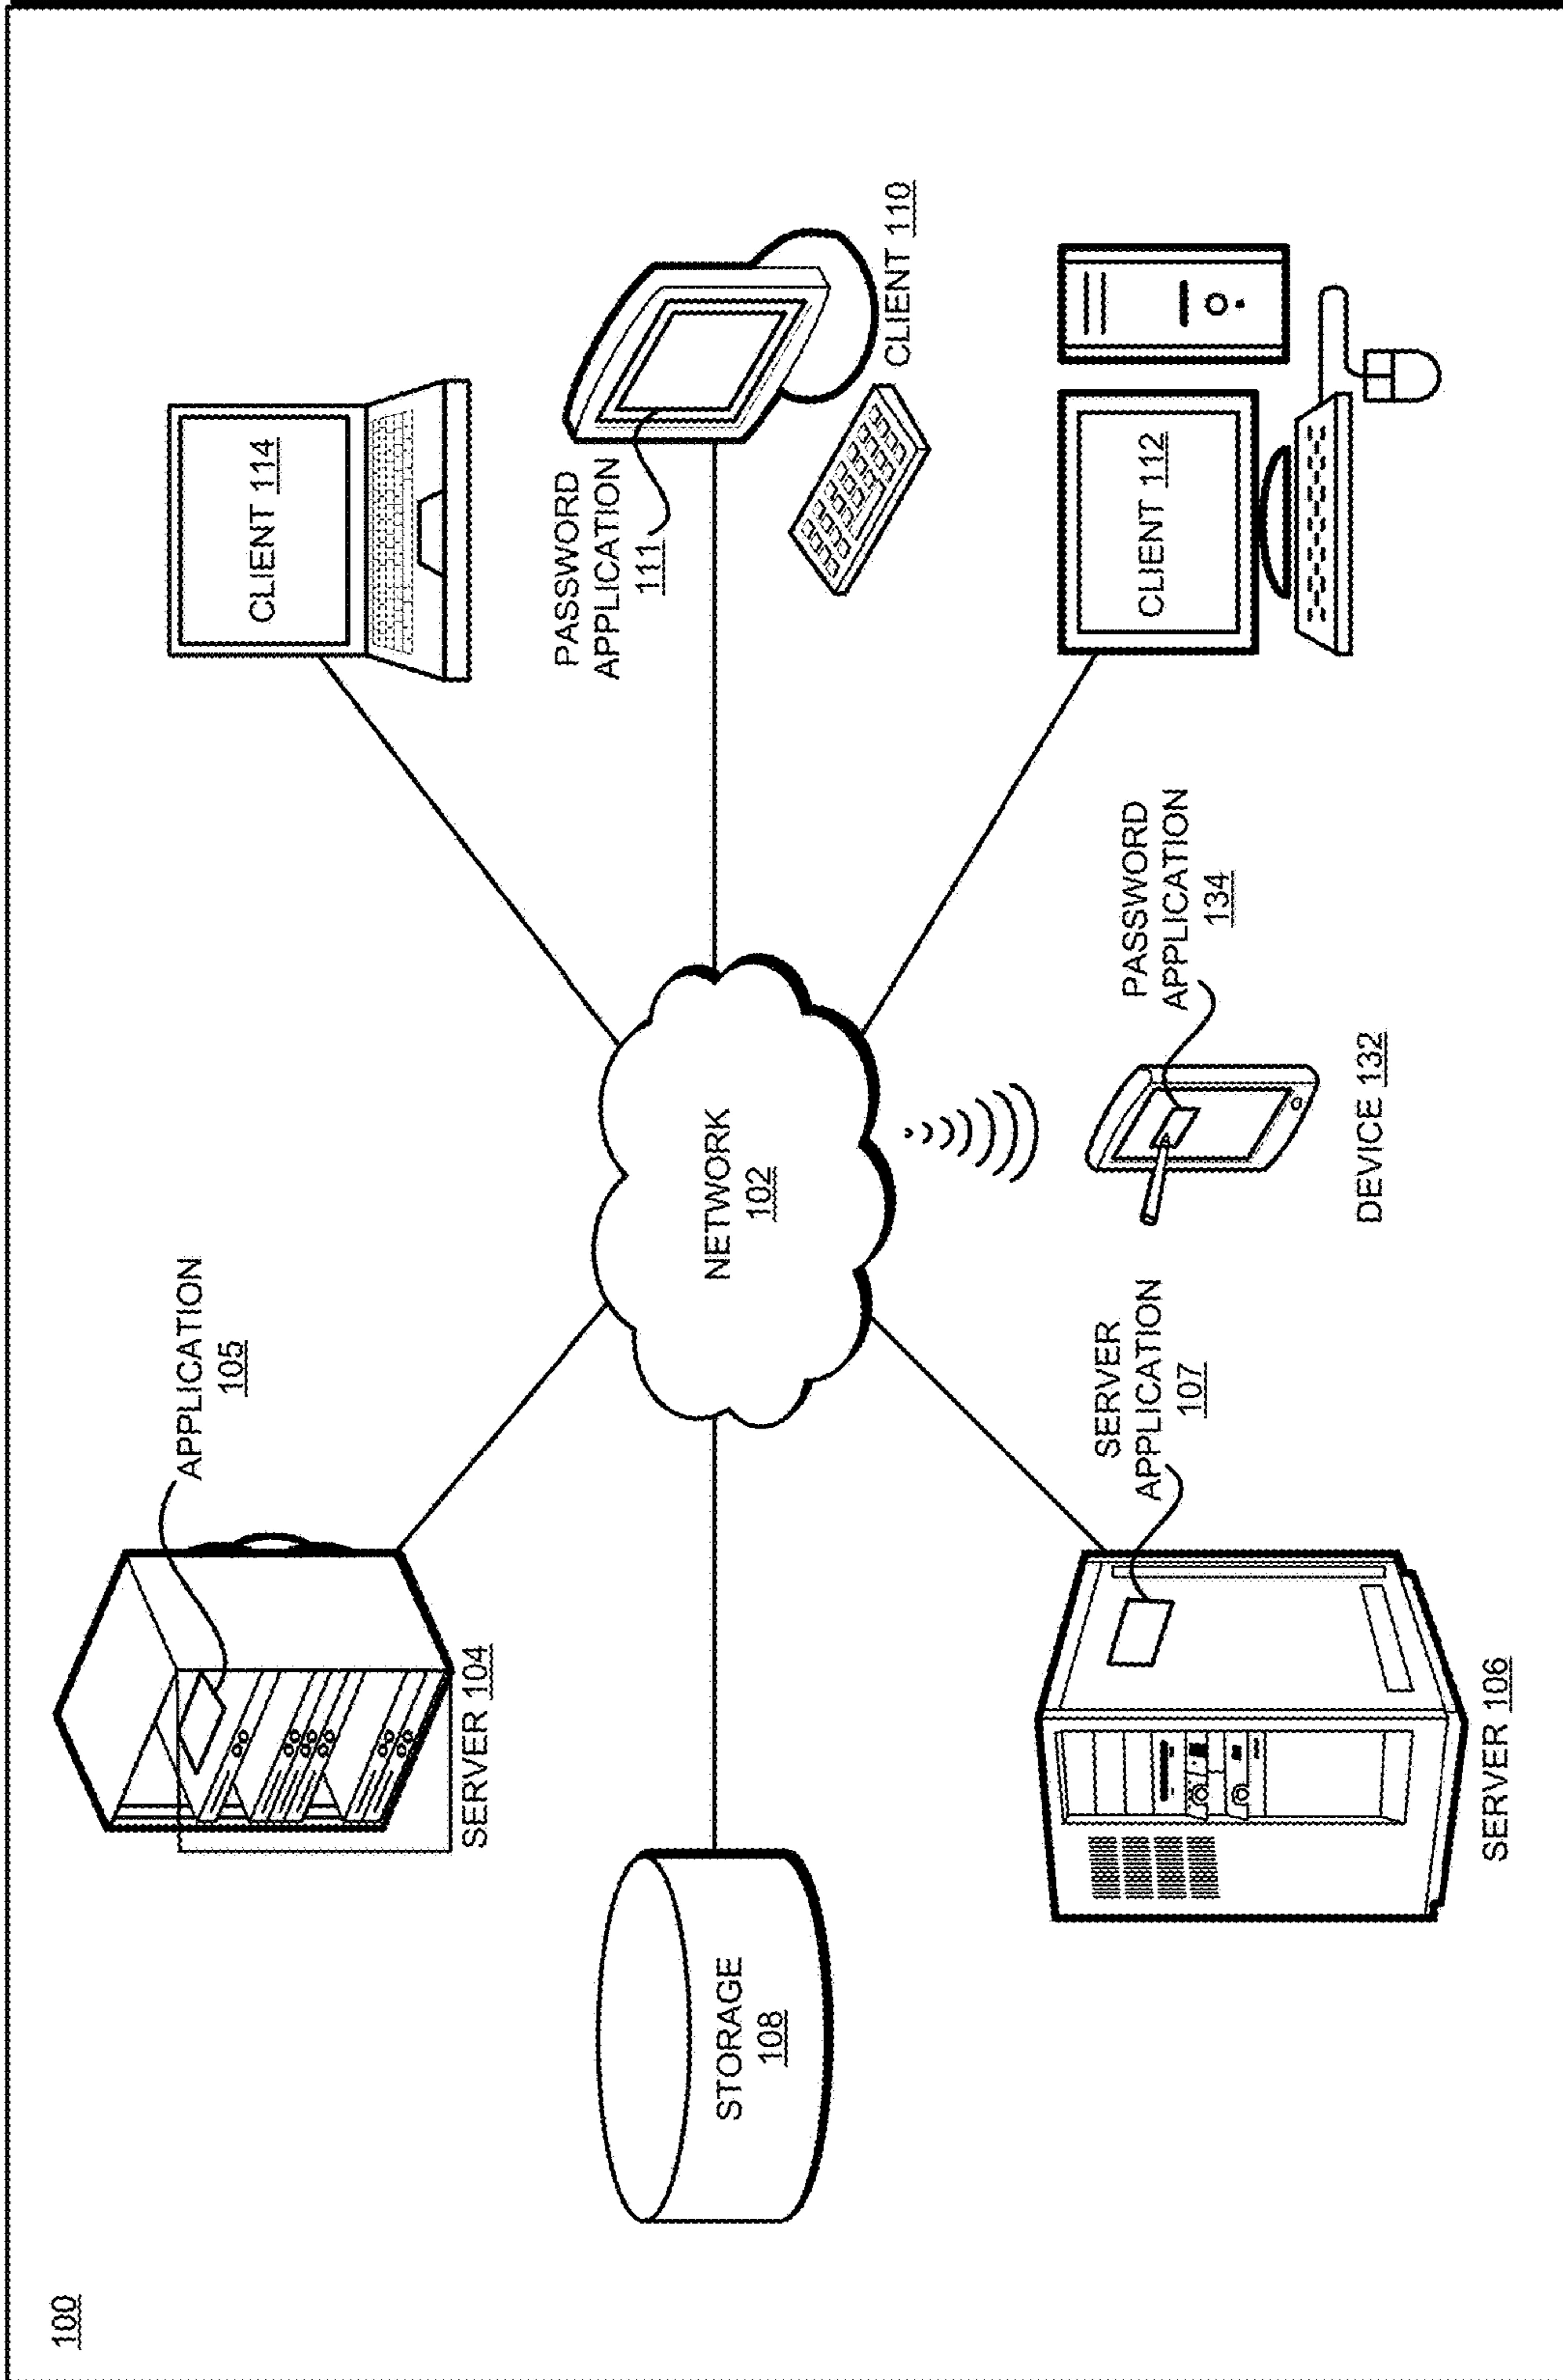 100
APPLICATION
105
SERVER 104
CLIENT 114
STORAGE
108
NETWORK
102
PASSWORD
APPLICATION
111
CLIENT 110
SERVER
APPLICATION
107
SERVER 106
PASSWORD
APPLICATION
134
DEVICE 132
CLIENT 112